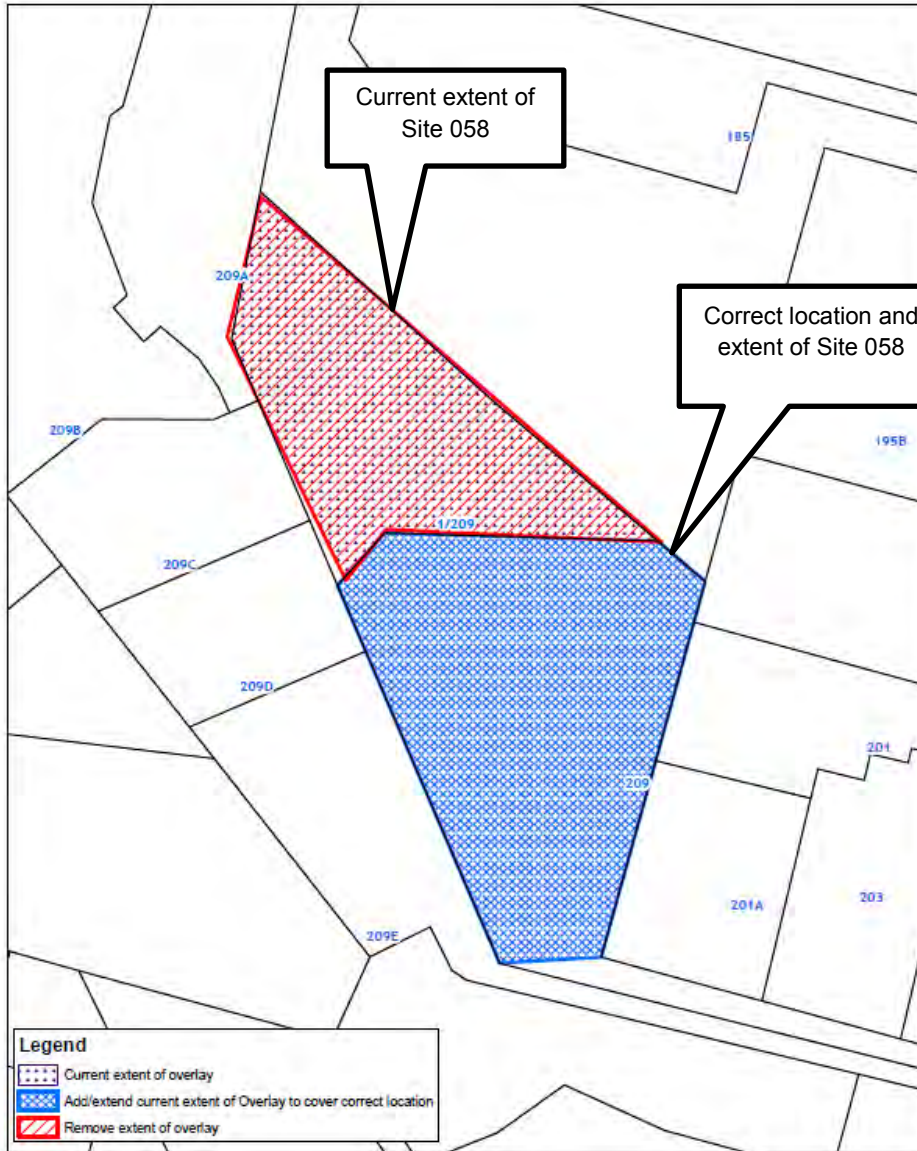 Current extent of
Site 058
185
209A
Correct location and
extent of Site 058
209B
195B
1/209
209C
209D
201
209
201A
203
209E
Legend
Current extent of overlay
Add/extend current extent of Overlay to cover correct location
Remove extent of overlay